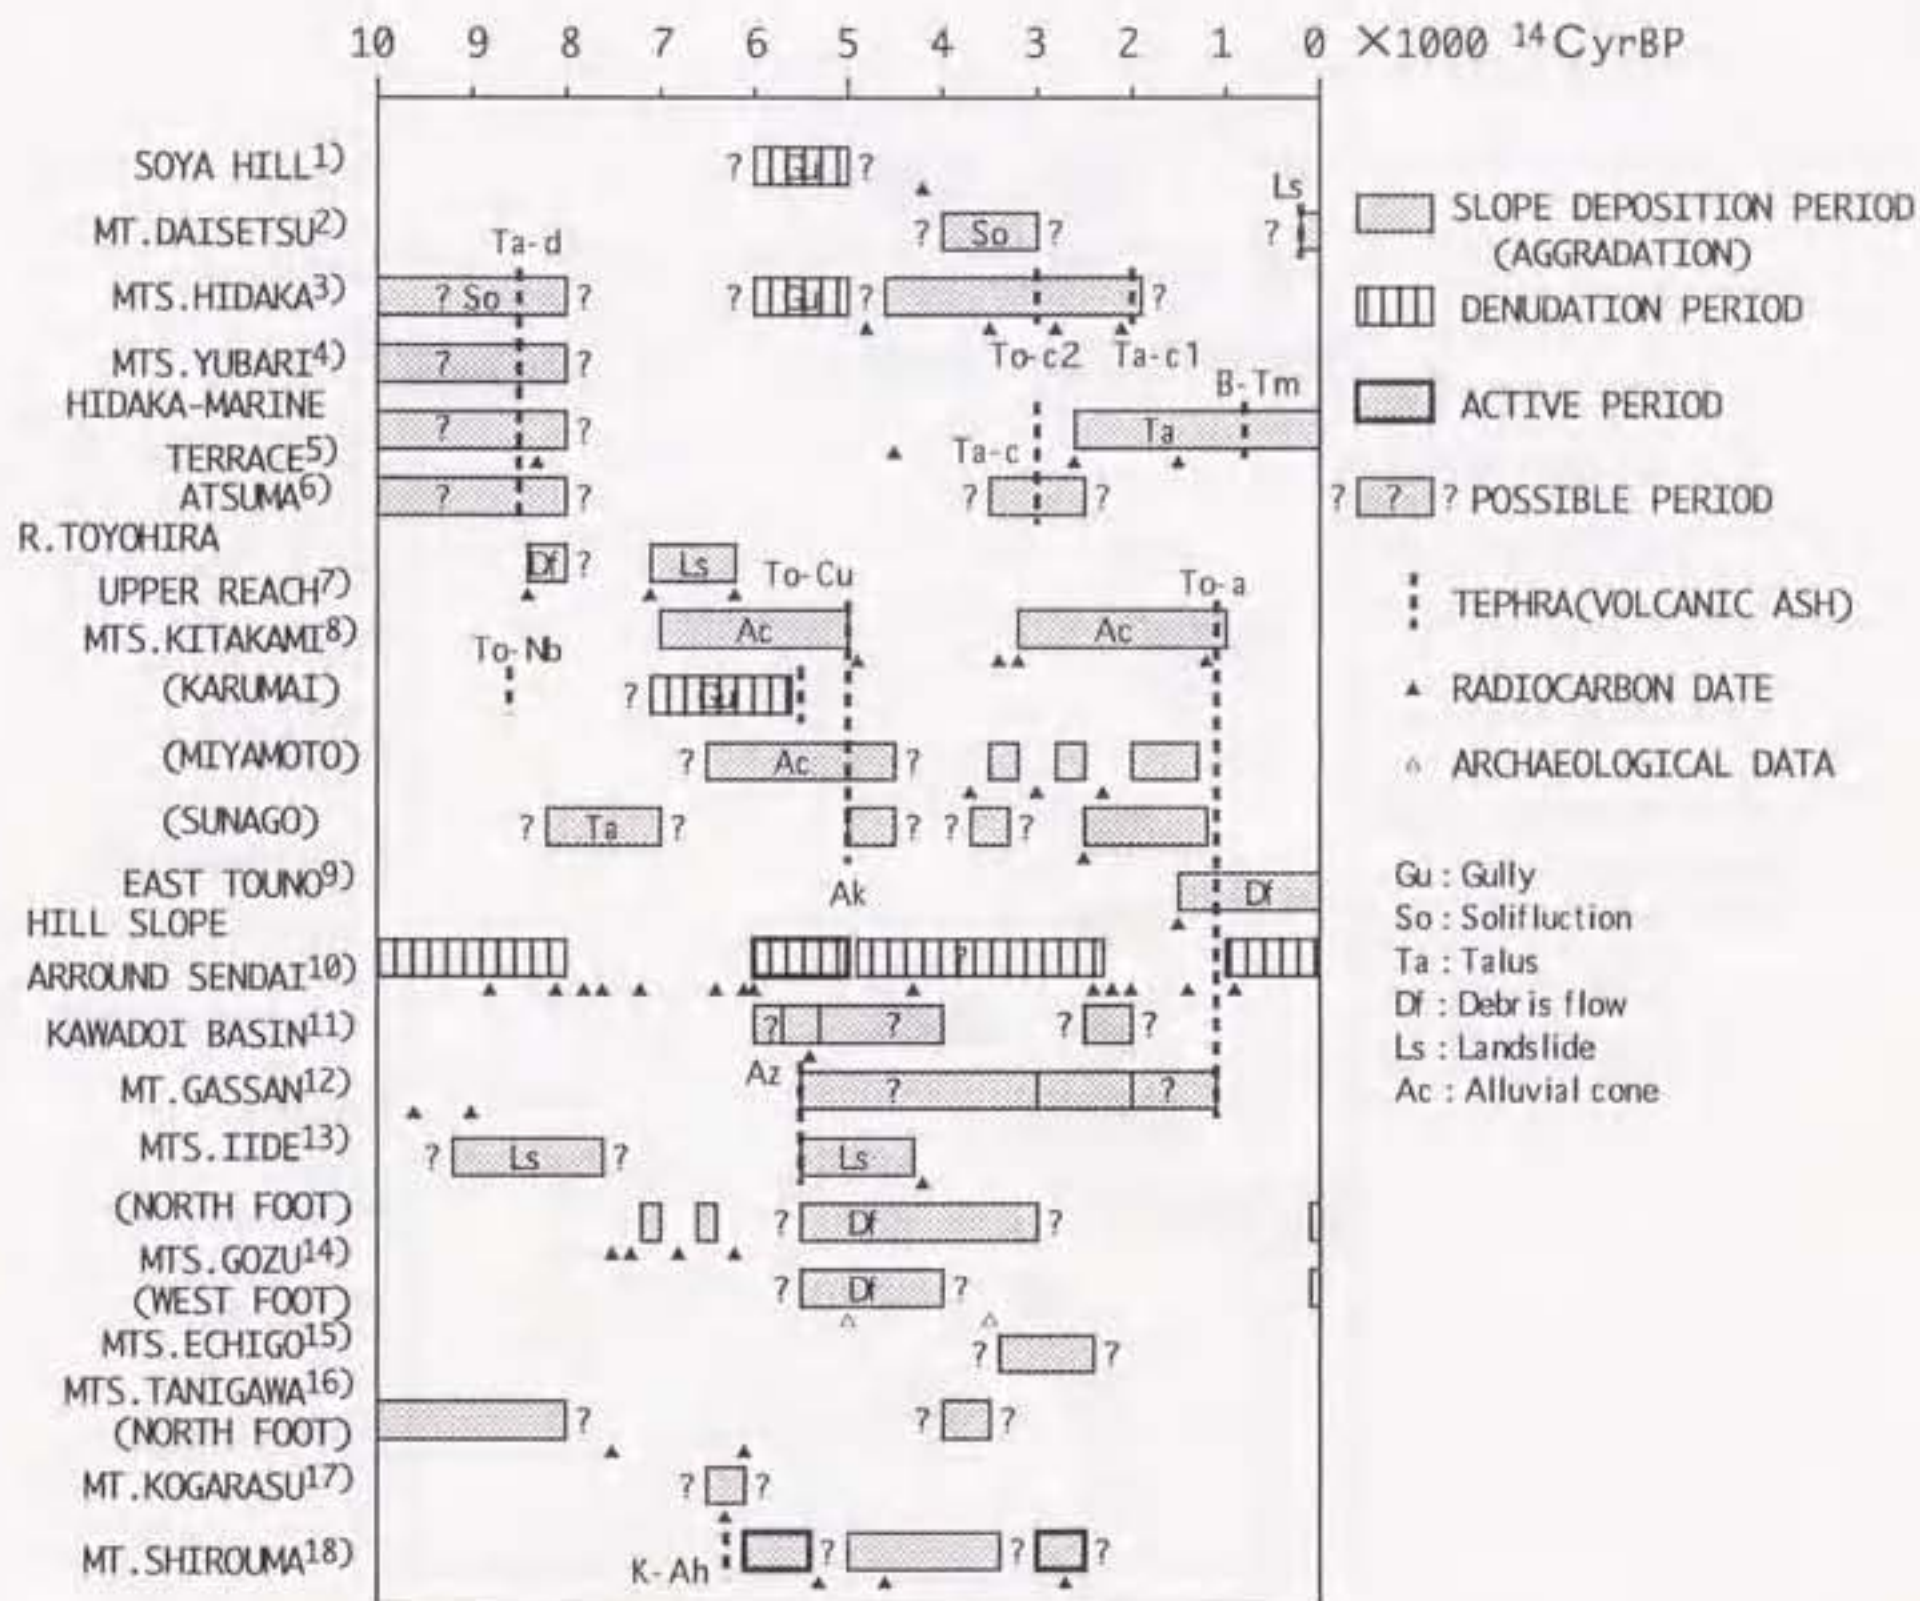 10 9 8 7 6 5 4 3 2 1 0 ×1000 ¹⁴CyrBP
SOYA HILL1) ? Gu ?
Ls
MT.DAISETSU2) ? So ? ?
Ta-d
MTS.HIDAKA3) ? So ? ? Gu ? ?
To-c2 Ta-c1
MTS.YUBARI4) ? ?
B-Tm
HIDAKA-MARINE
? ? Ta
TERRACE5) Ta-c
ATSUMA6) ? ? ? ?
R.TOYOHIRA
Df ? Ls To-Cu To-a
UPPER REACH7)
MTS.KITAKAMI8) Ac Ac
To-Nb
(KARUMAI) ? Gu
(MIYAMOTO) ? Ac ?
(SUNAGO) ? Ta ? ? ? ?
EAST TOUNO9) Ak Df
HILL SLOPE
?
ARROUND SENDAI10)
KAWADOI BASIN11) ? ? ? ?
Az
MT.GASSAN12) ? ?
MTS.IIDE13) ? Ls ? Ls
(NORTH FOOT) ? Df ?
MTS.GOZU14)
(WEST FOOT) ? Df ?
MTS.ECHIGO15) ? ?
MTS.TANIGAWA16)
(NORTH FOOT) ? ? ?
MT.KOGARASU17) ? ?
MT.SHIROUMA18) ? ? ?
K-Ah
SLOPE DEPOSITION PERIOD
(AGGRADATION)
DENUDATION PERIOD
ACTIVE PERIOD
? ? ? POSSIBLE PERIOD
TEPHRA(VOLCANIC ASH)
RADIOCARBON DATE
ARCHAEOLOGICAL DATA
Gu : Gully
So : Solifluction
Ta : Talus
Df : Debris flow
Ls : Landslide
Ac : Alluvial cone